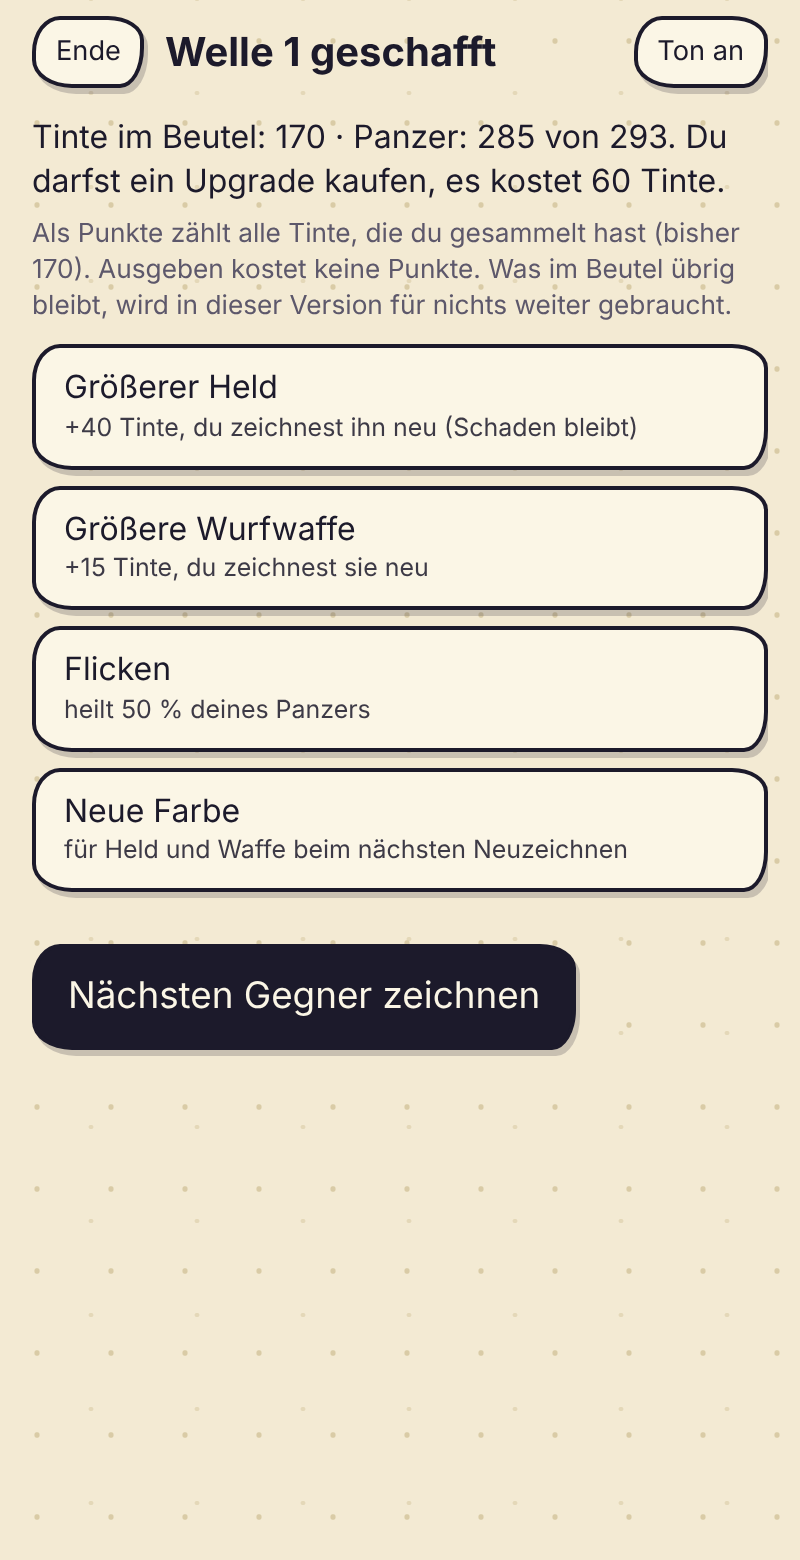 Ende
Welle 1 geschafft
Ton an
Tinte im Beutel: 170 · Panzer: 285 von 293. Du
darfst ein Upgrade kaufen, es kostet 60 Tinte.
Als Punkte zählt alle Tinte, die du gesammelt hast (bisher
170). Ausgeben kostet keine Punkte. Was im Beutel übrig
bleibt, wird in dieser Version für nichts weiter gebraucht.
Größerer Held
+40 Tinte, du zeichnest ihn neu (Schaden bleibt)
Größere Wurfwaffe
+15 Tinte, du zeichnest sie neu
Flicken
heilt 50 % deines Panzers
Neue Farbe
für Held und Waffe beim nächsten Neuzeichnen
Nächsten Gegner zeichnen